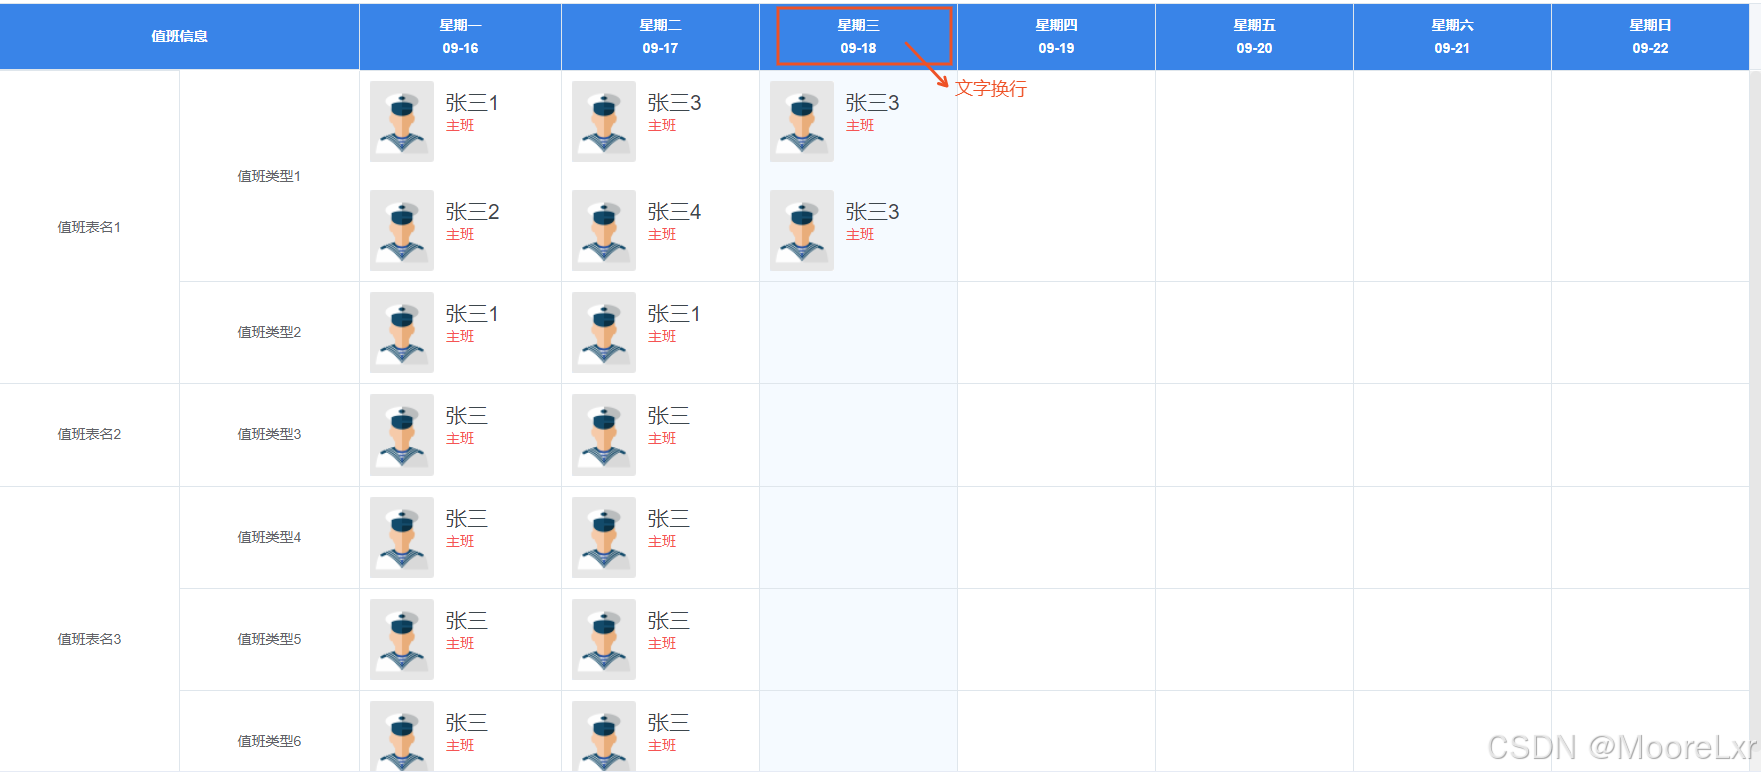 值班信息
星期一
09-16
星期二
09-17
星期三
09-18
星期四
09-19
星期五
09-20
星期六
09-21
星期日
09-22
文字换行
值班表名1
值班类型1
张三1
主班
张三3
主班
张三3
主班
张三2
主班
张三4
主班
张三3
主班
值班类型2
张三1
主班
张三1
主班
值班表名2
值班类型3
张三
主班
张三
主班
值班表名3
值班类型4
张三
主班
张三
主班
值班类型5
张三
主班
张三
主班
值班类型6
张三
主班
张三
主班
CSDN @MooreLxr